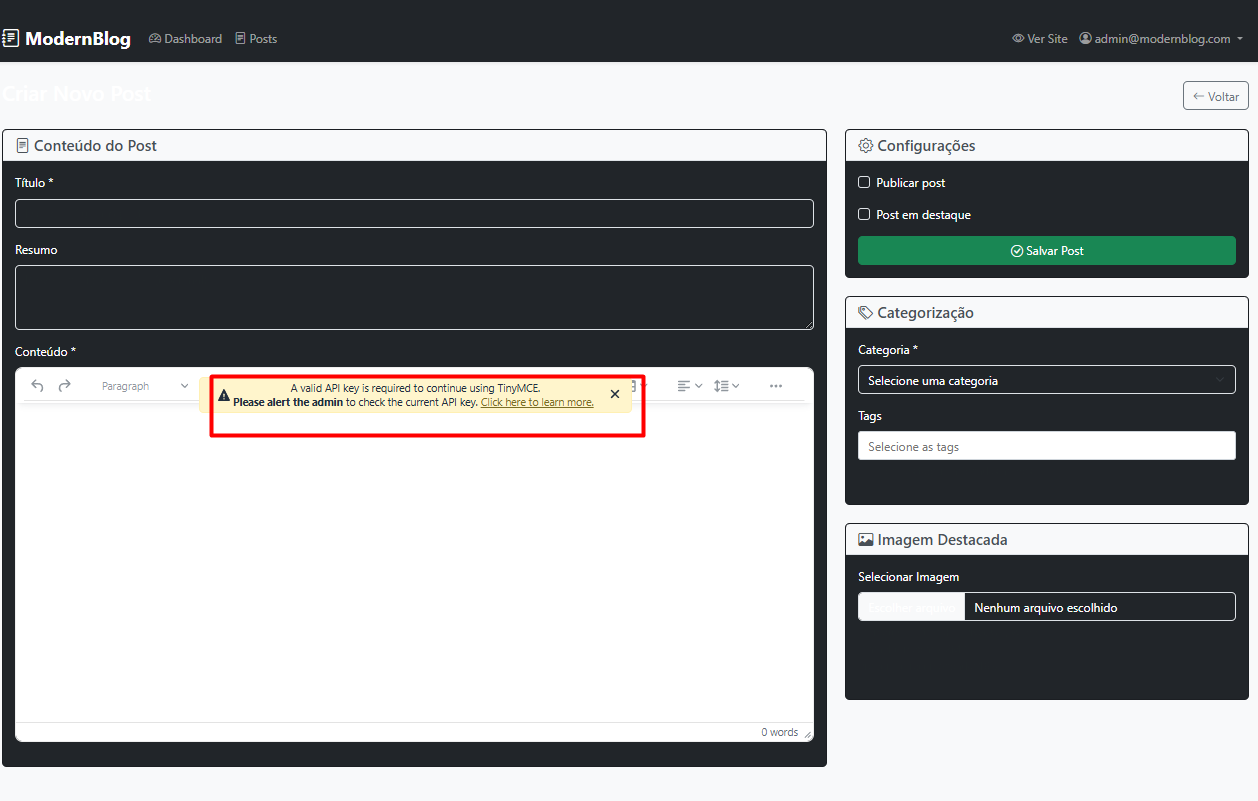 ModernBlog Dashboard Posts Ver Site admin@modernblog.com
Criar Novo Post
Voltar
Conteúdo do Post
Título *
Resumo
Conteúdo *
Paragraph
A valid API key is required to continue using TinyMCE.
Please alert the admin to check the current API key. Click here to learn more.
0 words
Configurações
Publicar post
Post em destaque
Salvar Post
Categorização
Categoria *
Selecione uma categoria
Tags
Selecione as tags
Imagem Destacada
Selecionar Imagem
Nenhum arquivo escolhido